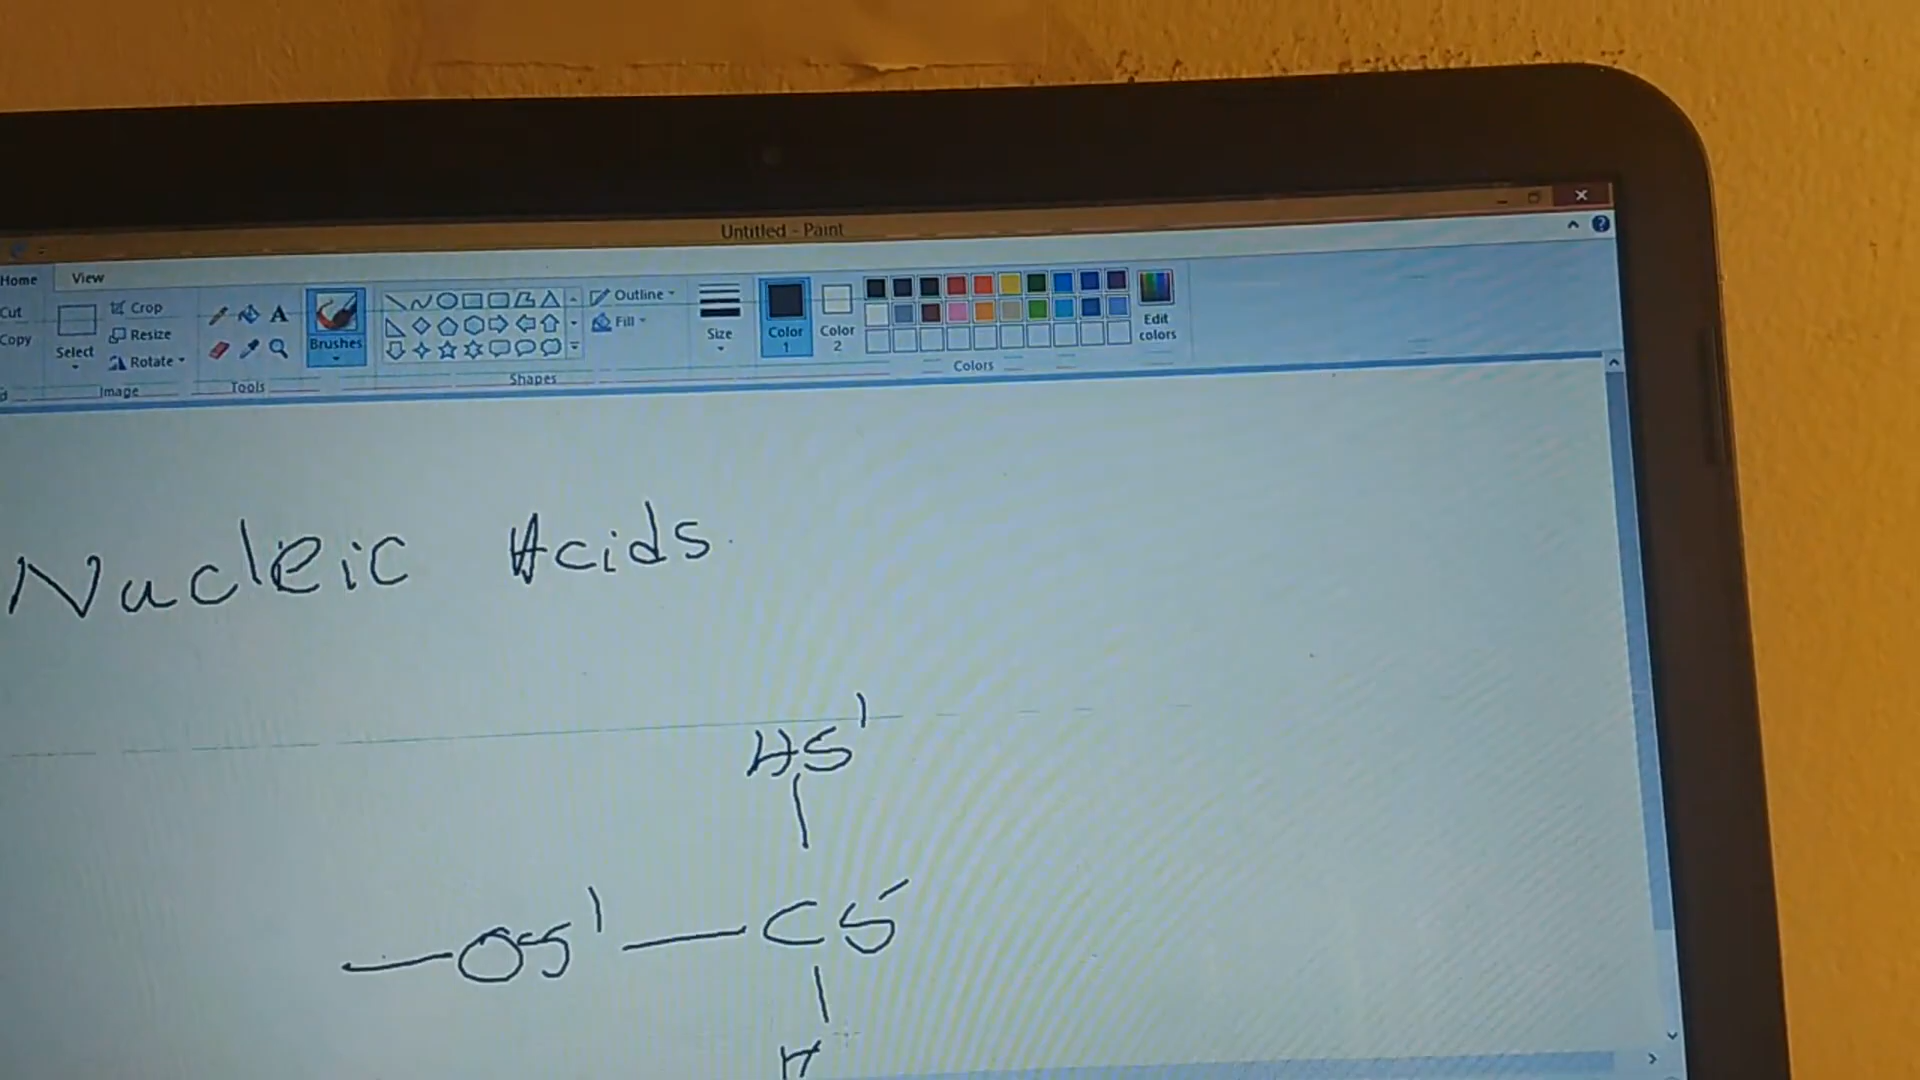 Untitled - Paint
Home View
Cut
Copy
Select
Crop
Resize
Rotate
Image
A
Tools
Brushes
Shapes
Outline
Fill
Size
Color 1
Color 2
Edit colors
Colors
Nucleic Acids
H5'
O5' C5'
H